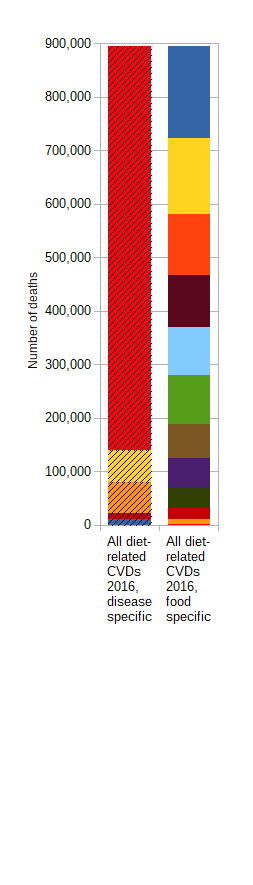 900,000
800,000
700,000
600,000
500,000
400,000
300,000
200,000
100,000
0
Number of deaths
All diet-
related
CVDs
2016,
disease
specific
All diet-
related
CVDs
2016,
food
specific